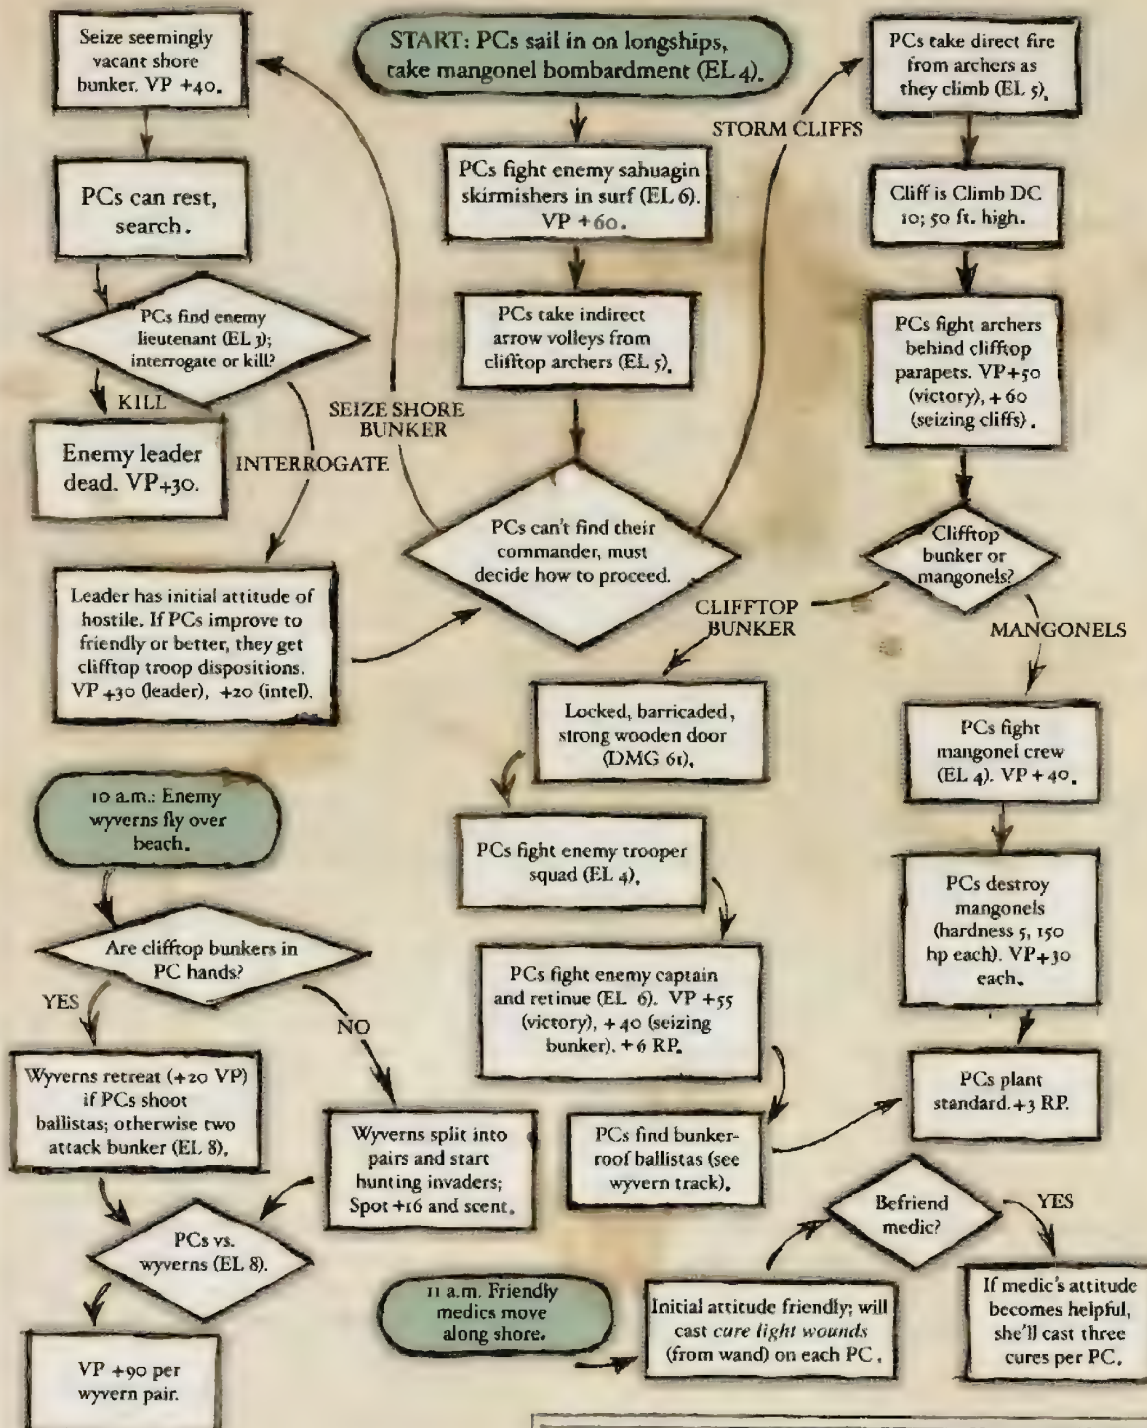 Seize seemingly
vacant shore
bunker. VP +40.
START: PCs sail in on longships,
take mangonel bombardment (EL 4).
PCs take direct fire
from archers as
they climb (EL 5).
STORM CLIFFS
PCs can rest,
search.
PCs fight enemy sahuagin
skirmishers in surf (EL 6).
VP +60.
Cliff is Climb DC
10; 50 ft. high.
PCs find enemy
lieutenant (EL 3);
interrogate or kill?
PCs take indirect
arrow volleys from
clifftop archers (EL 5).
PCs fight archers
behind clifftop
parapets. VP+50
(victory), +60
(seizing cliffs).
KILL
SEIZE SHORE
BUNKER
INTERROGATE
Enemy leader
dead. VP+30.
PCs can't find their
commander, must
decide how to proceed.
Clifftop
bunker or
mangonels?
Leader has initial attitude of
hostile. If PCs improve to
friendly or better, they get
clifftop troop dispositions.
VP +30 (leader), +20 (intel).
CLIFFTOP
BUNKER
MANGONELS
Locked, barricaded,
strong wooden door
(DMG 61).
PCs fight
mangonel crew
(EL 4). VP +40.
10 a.m.: Enemy
wyverns fly over
beach.
PCs fight enemy trooper
squad (EL 4).
PCs destroy
mangonels
(hardness 5, 150
hp each). VP+30
each.
Are clifftop bunkers in
PC hands?
YES
NO
PCs fight enemy captain
and retinue (EL 6). VP +55
(victory), +40 (seizing
bunker). +6 RP.
Wyverns retreat (+20 VP)
if PCs shoot
ballistas; otherwise two
attack bunker (EL 8).
Wyverns split into
pairs and start
hunting invaders;
Spot +16 and scent.
PCs find bunker-
roof ballistas (see
wyvern track).
PCs plant
standard. +3 RP.
PCs vs.
wyverns (EL 8).
Befriend
medic?
YES
11 a.m. Friendly
medics move
along shore.
Initial attitude friendly; will
cast cure light wounds
(from wand) on each PC.
If medic's attitude
becomes helpful,
she'll cast three
cures per PC.
VP +90 per
wyvern pair.